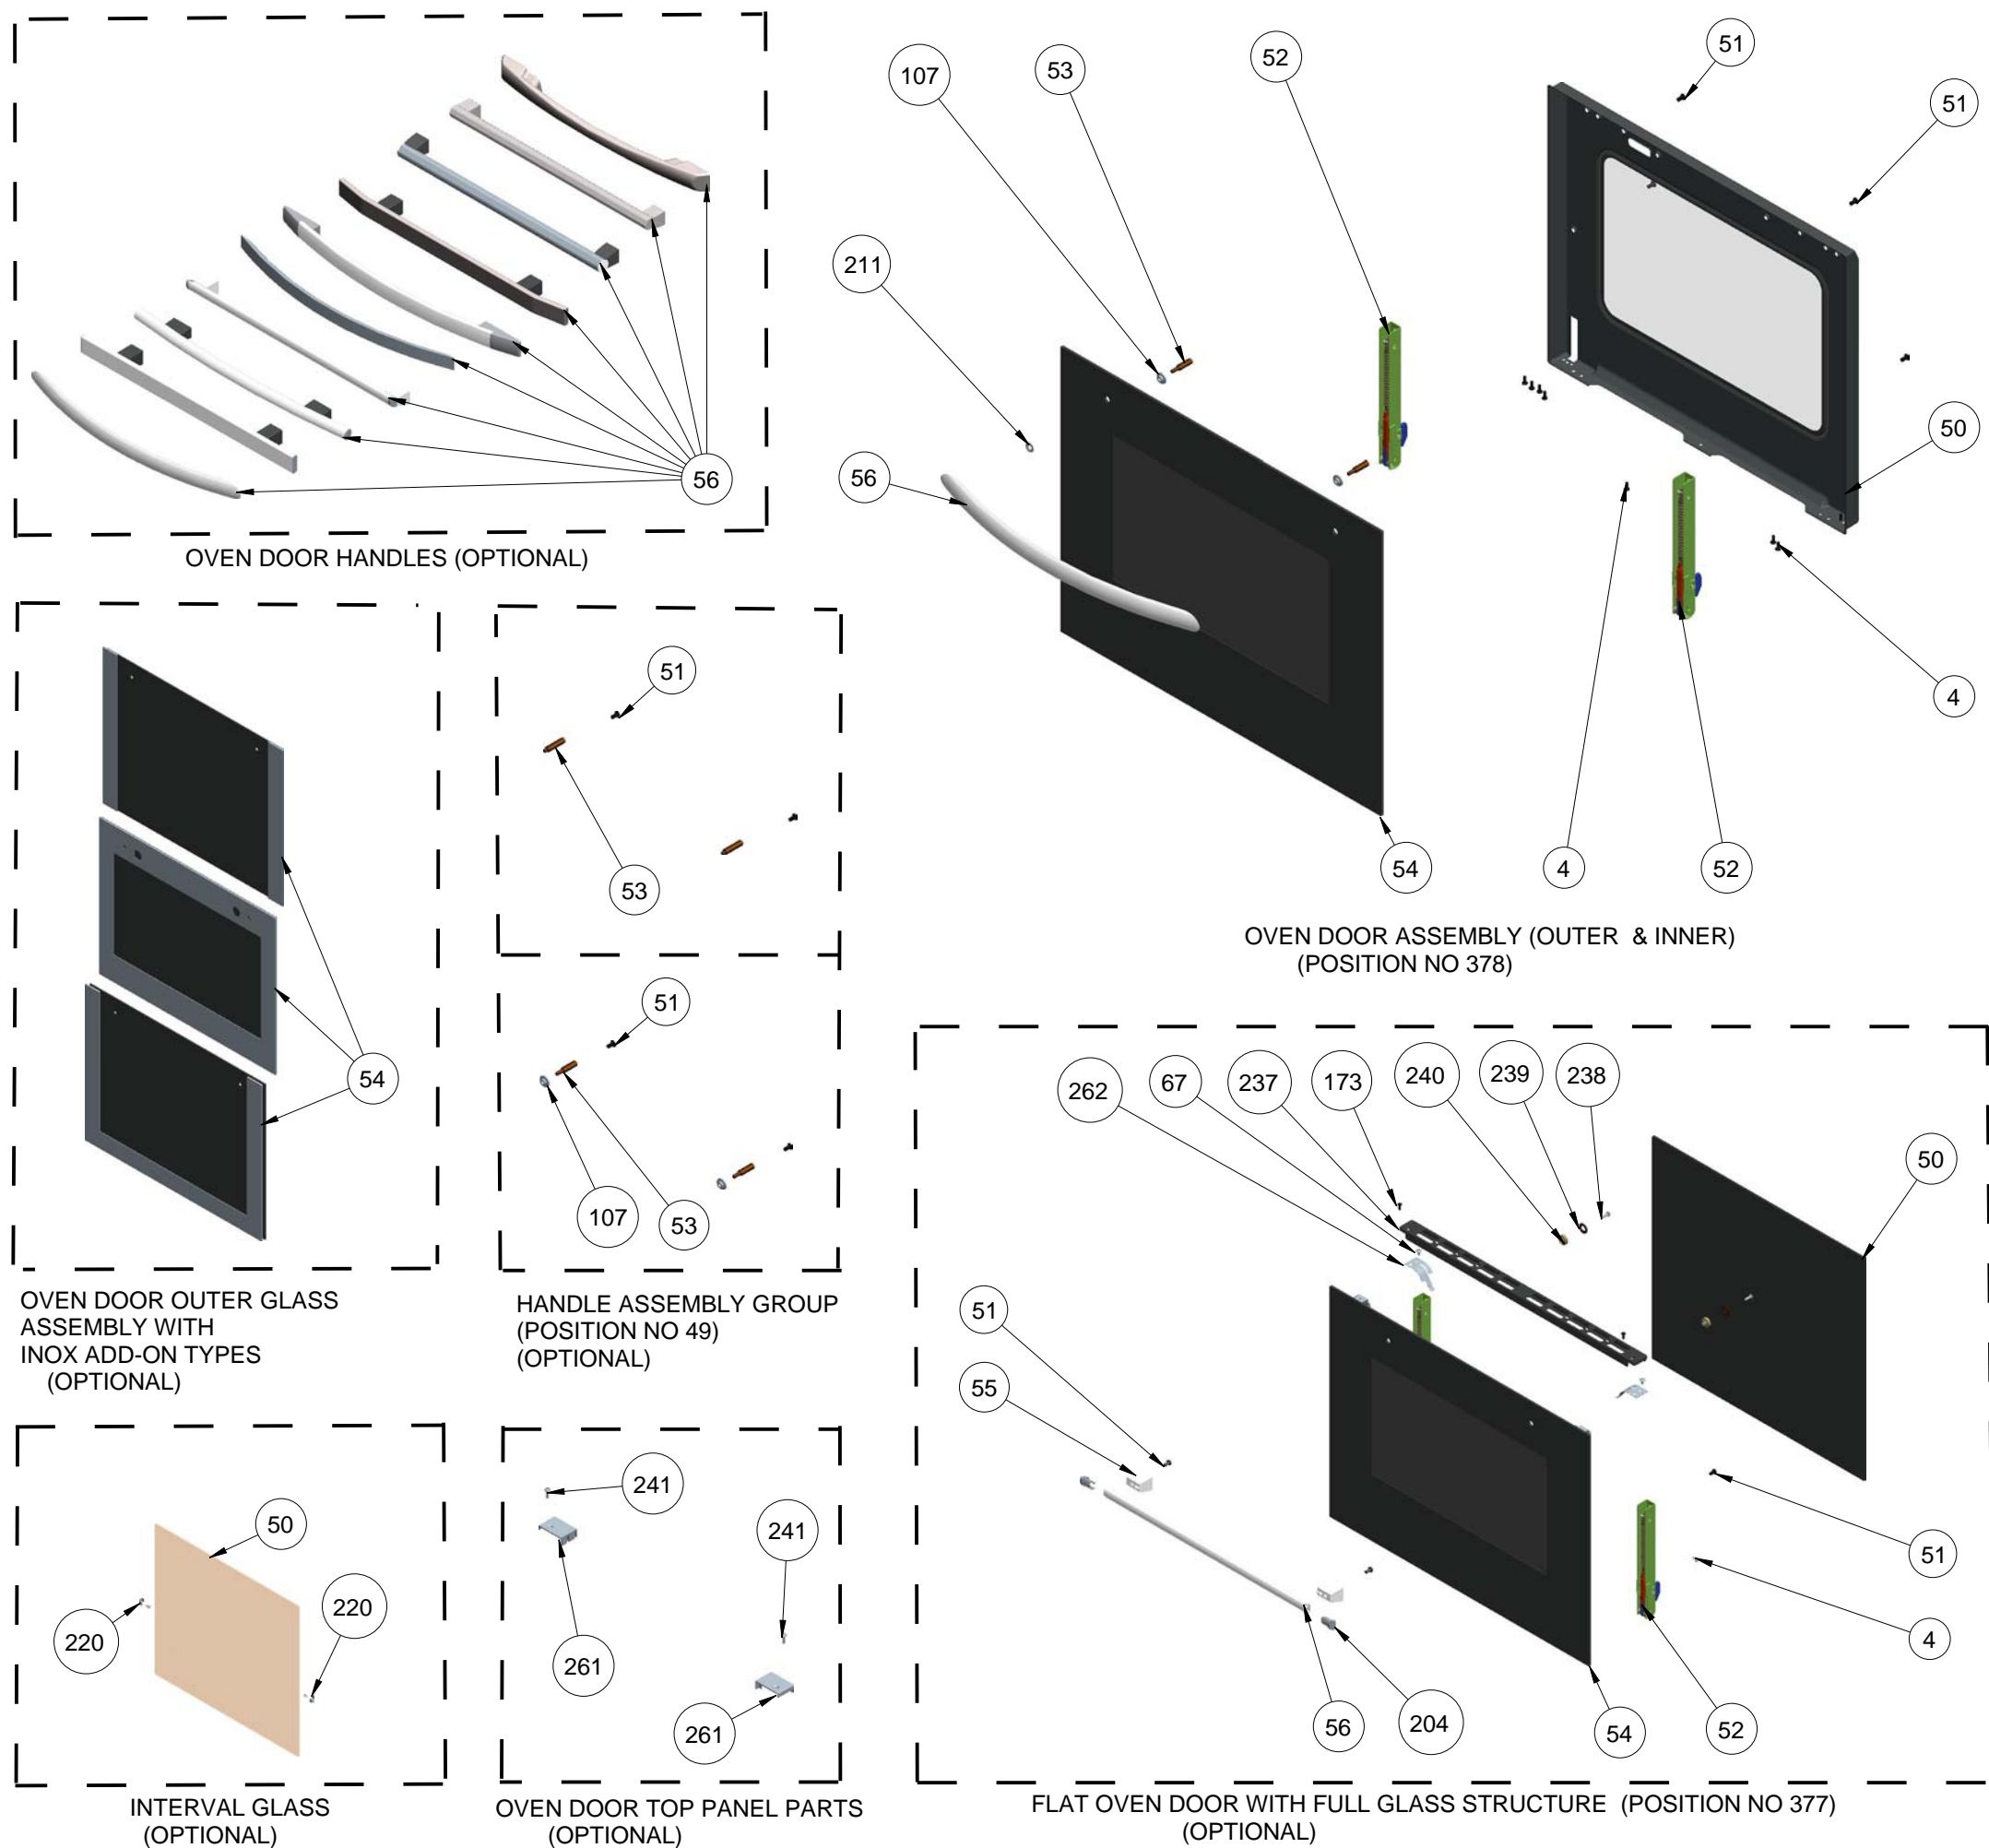 56
OVEN DOOR HANDLES (OPTIONAL)
107
53
52
51
51
211
56
50
4
54
4
52
OVEN DOOR ASSEMBLY (OUTER & INNER)
(POSITION NO 378)
54
OVEN DOOR OUTER GLASS
ASSEMBLY WITH
INOX ADD-ON TYPES
(OPTIONAL)
51
53
51
107
53
HANDLE ASSEMBLY GROUP
(POSITION NO 49)
(OPTIONAL)
50
220
220
INTERVAL GLASS
(OPTIONAL)
241
241
261
261
OVEN DOOR TOP PANEL PARTS
(OPTIONAL)
262
67
237
173
240
239
238
50
51
55
51
4
56
204
54
52
FLAT OVEN DOOR WITH FULL GLASS STRUCTURE (POSITION NO 377)
(OPTIONAL)